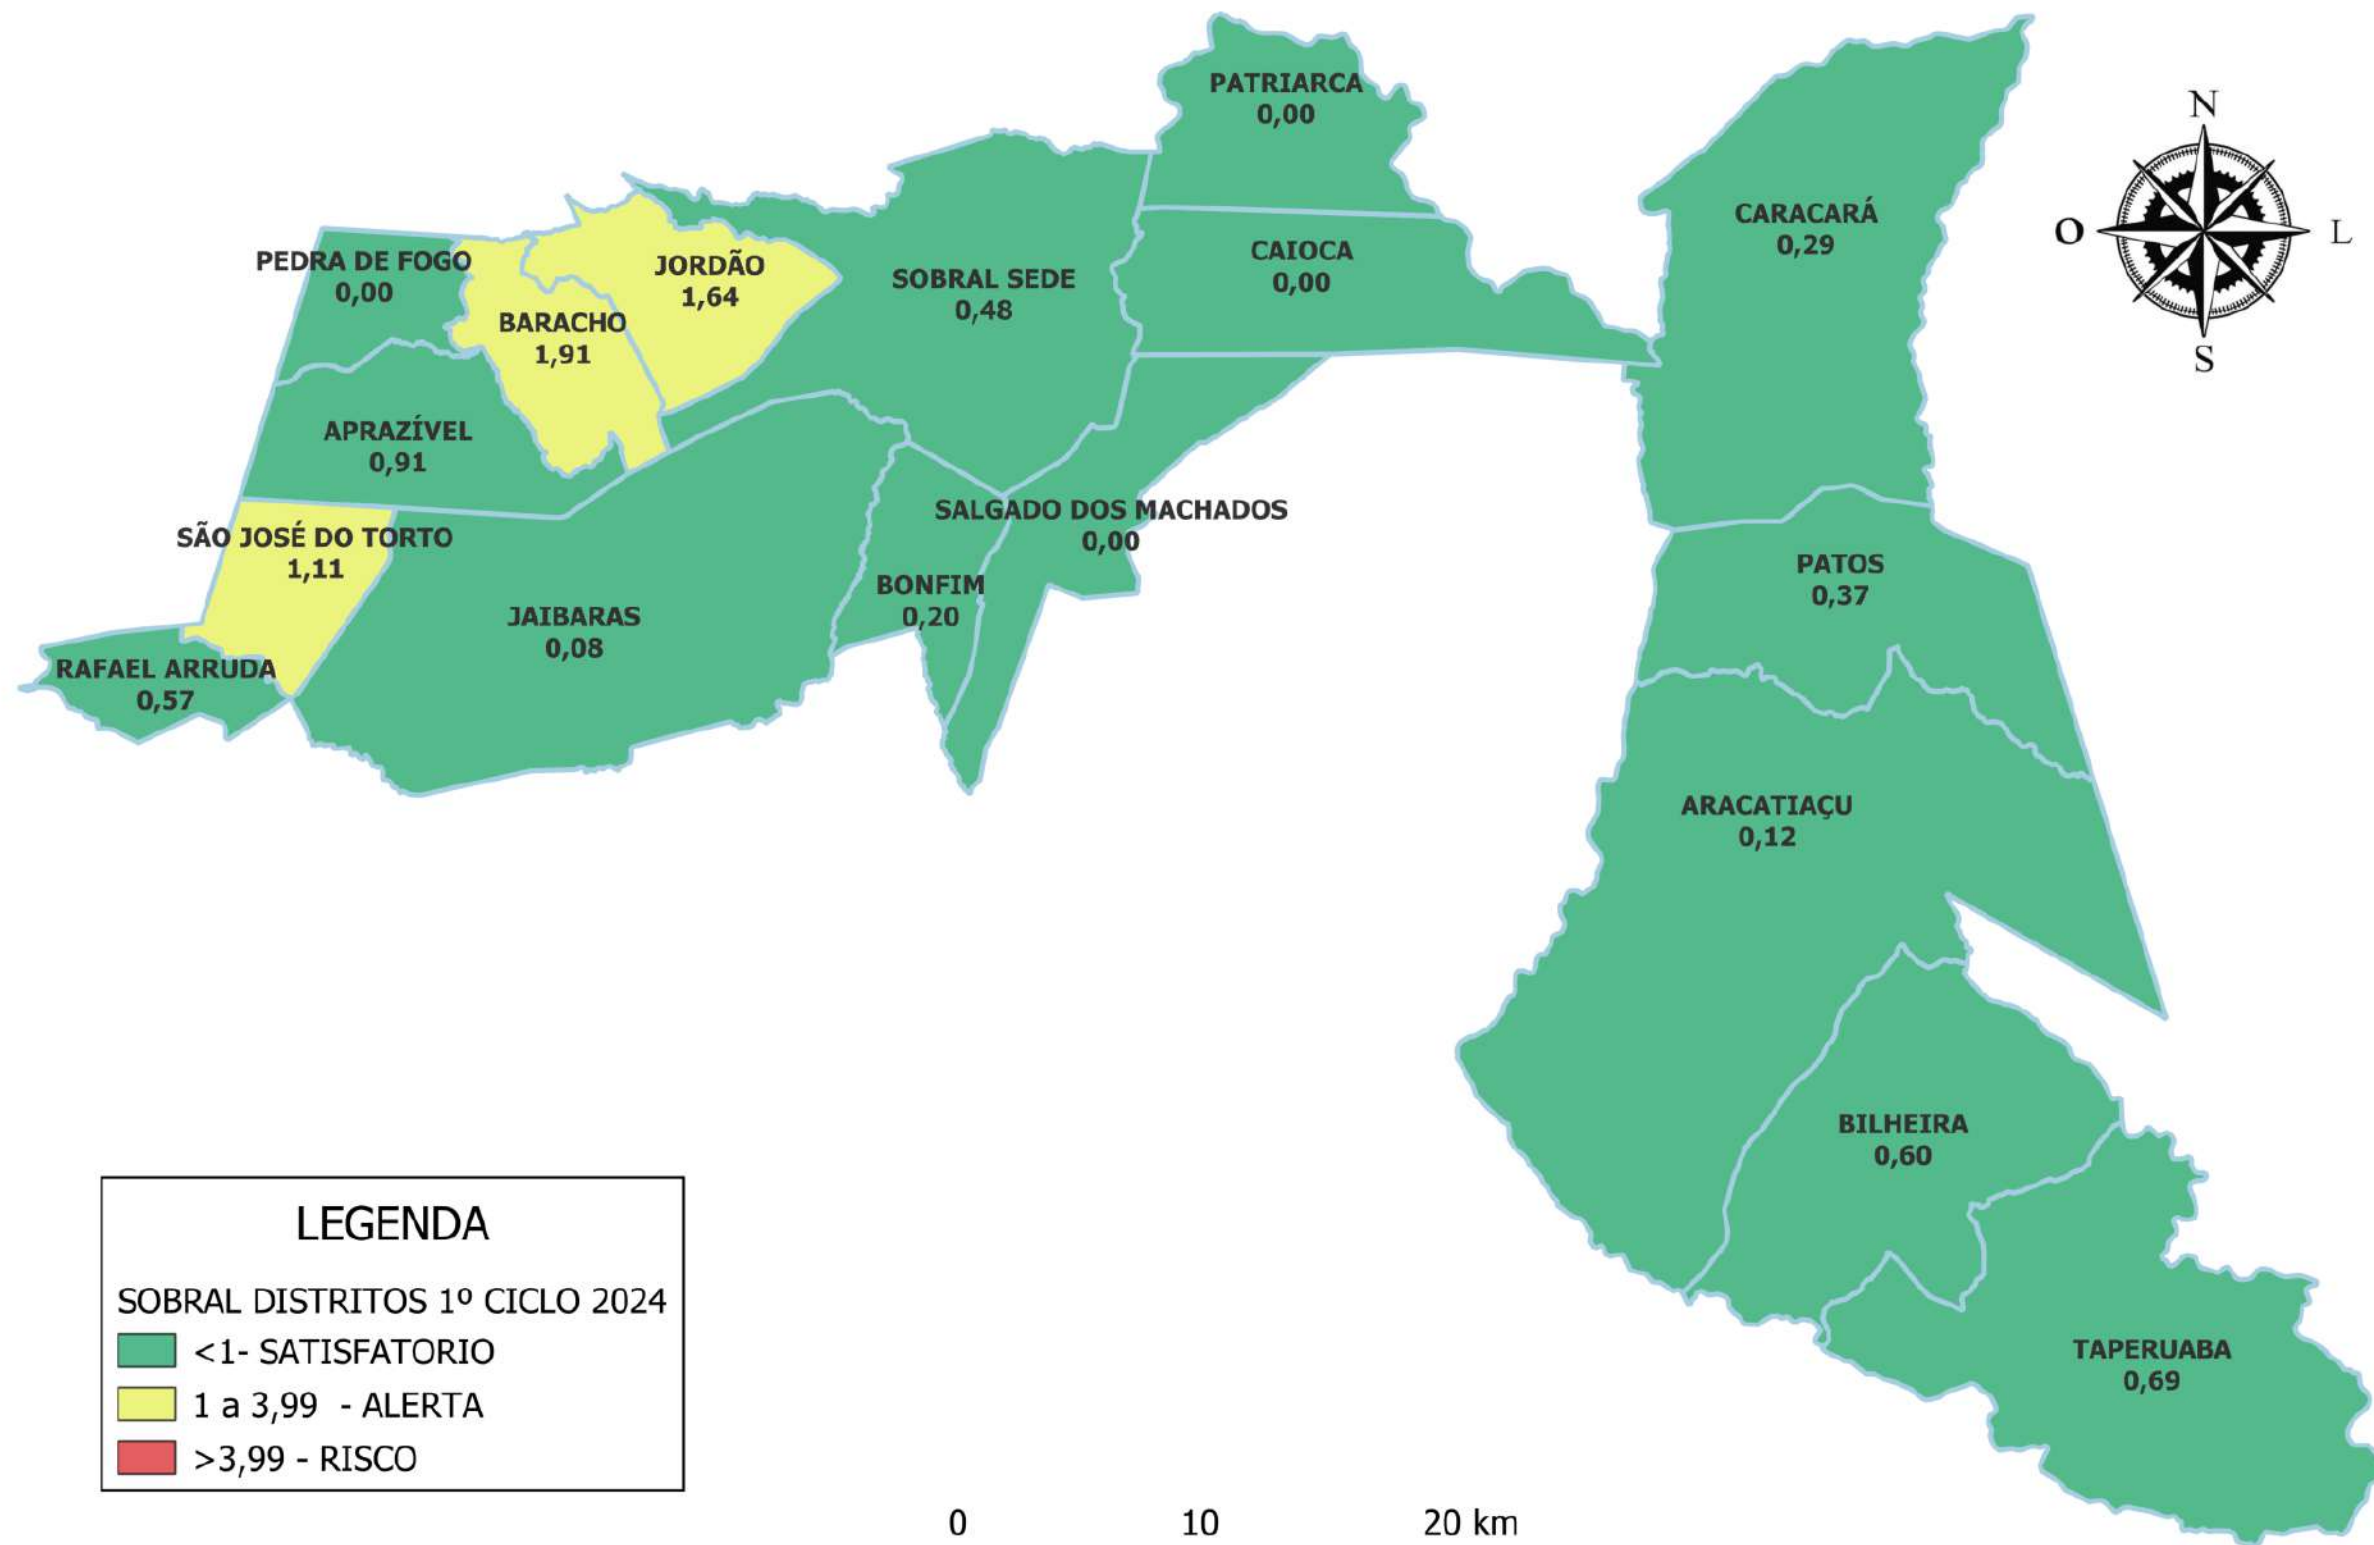 PATRIARCA
0,00
N
CARACARÁ
0,29
O
L
S
PEDRA DE FOGO
0,00
JORDÃO
1,64
SOBRAL SEDE
0,48
CAIOCA
0,00
BARACHO
1,91
APRAZÍVEL
0,91
SÃO JOSÉ DO TORTO
1,11
SALGADO DOS MACHADOS
0,00
BONFIM
0,20
JAIBARAS
0,08
RAFAEL ARRUDA
0,57
PATOS
0,37
ARACATIAÇU
0,12
BILHEIRA
0,60
TAPERUABA
0,69
LEGENDA
SOBRAL DISTRITOS 1º CICLO 2024
<1- SATISFATORIO
1 a 3,99 - ALERTA
>3,99 - RISCO
0 10 20 km